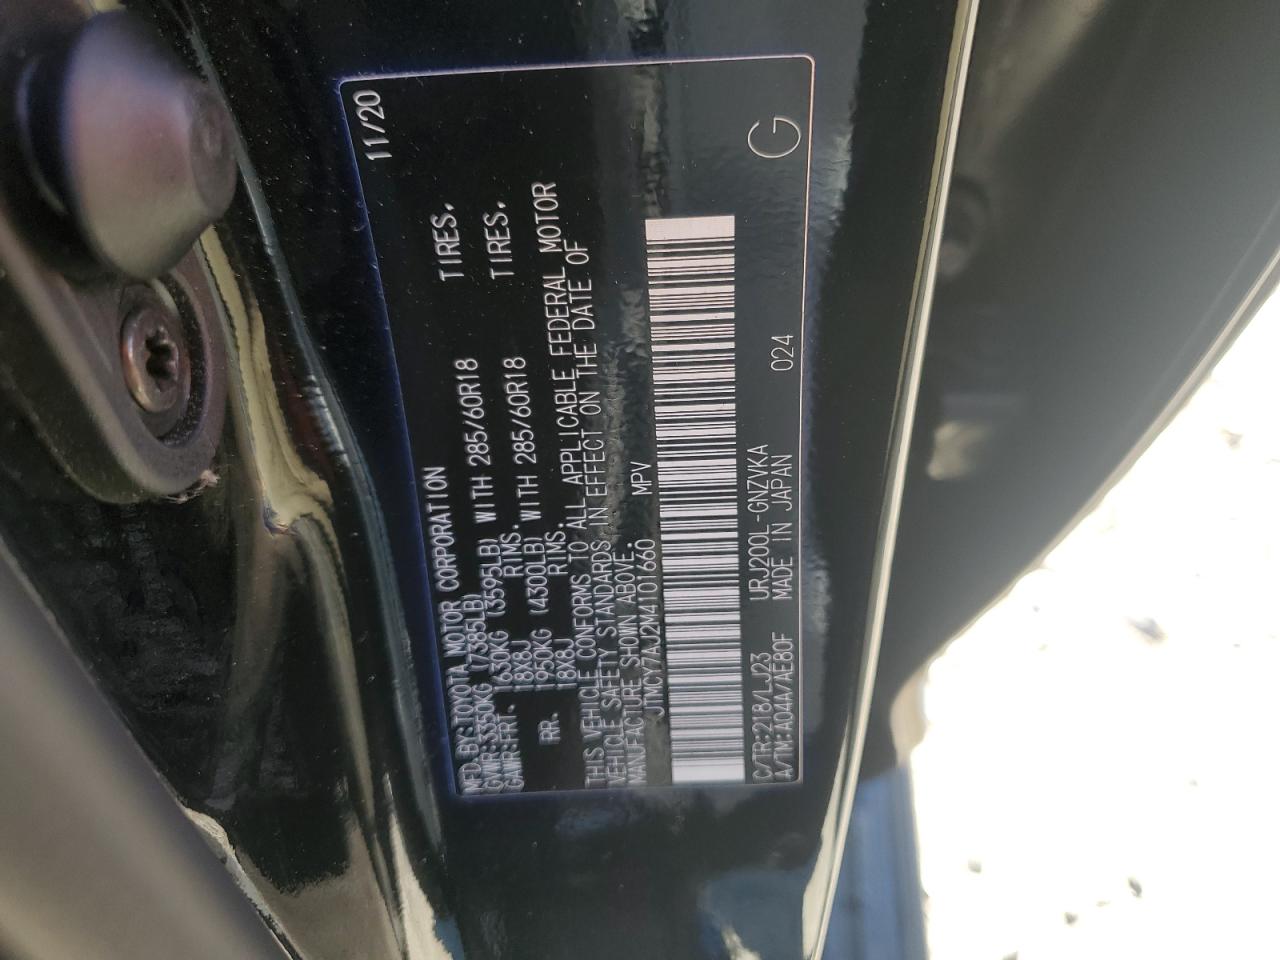 MFD. BY:TOYOTA MOTOR CORPORATION 11/20
GVWR:3350KG (7385LB)
GAWR:FRT. 1630KG (3595LB) WITH 285/60R18 TIRES.
18X8J RIMS.
RR. 1950KG (4300LB) WITH 285/60R18 TIRES.
18X8J RIMS.
THIS VEHICLE CONFORMS TO ALL APPLICABLE FEDERAL MOTOR
VEHICLE SAFETY STANDARDS IN EFFECT ON THE DATE OF
MANUFACTURE SHOWN ABOVE.
JTMCY7AJ2M4101660 MPV
C/TR:218/LJ23 URJ200L-GNZVKA 024 G
A/TM:A04A/AE80F MADE IN JAPAN